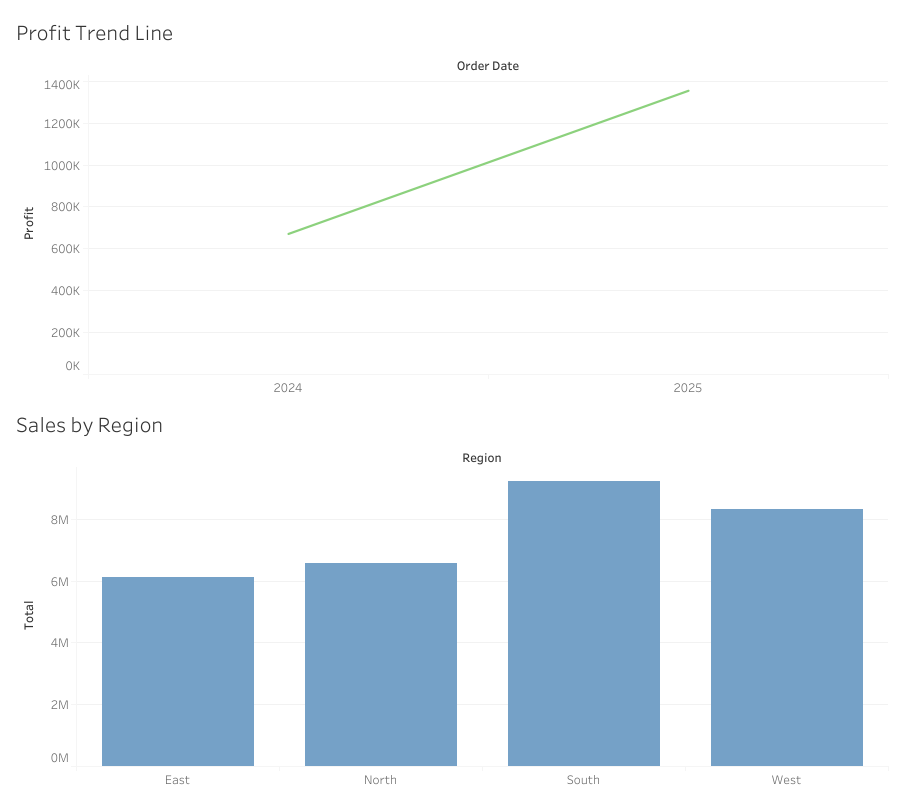 Profit Trend Line
Order Date
1400K
1200K
1000K
800K
600K
400K
200K
0K
Profit
2024 2025
Sales by Region
Region
8M
6M
4M
2M
0M
Total
East North South West